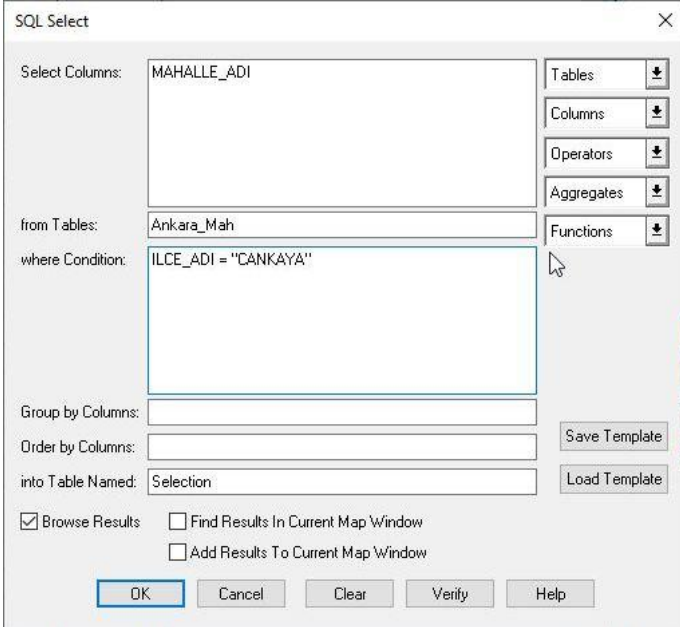 SQL Select
Select Columns:
MAHALLE_ADI
Tables
Columns
Operators
Aggregates
from Tables:
Ankara_Mah
Functions
where Condition:
ILCE_ADI = "CANKAYA"
Group by Columns:
Order by Columns:
Save Template
into Table Named:
Selection
Load Template
Browse Results
Find Results In Current Map Window
Add Results To Current Map Window
OK
Cancel
Clear
Verify
Help